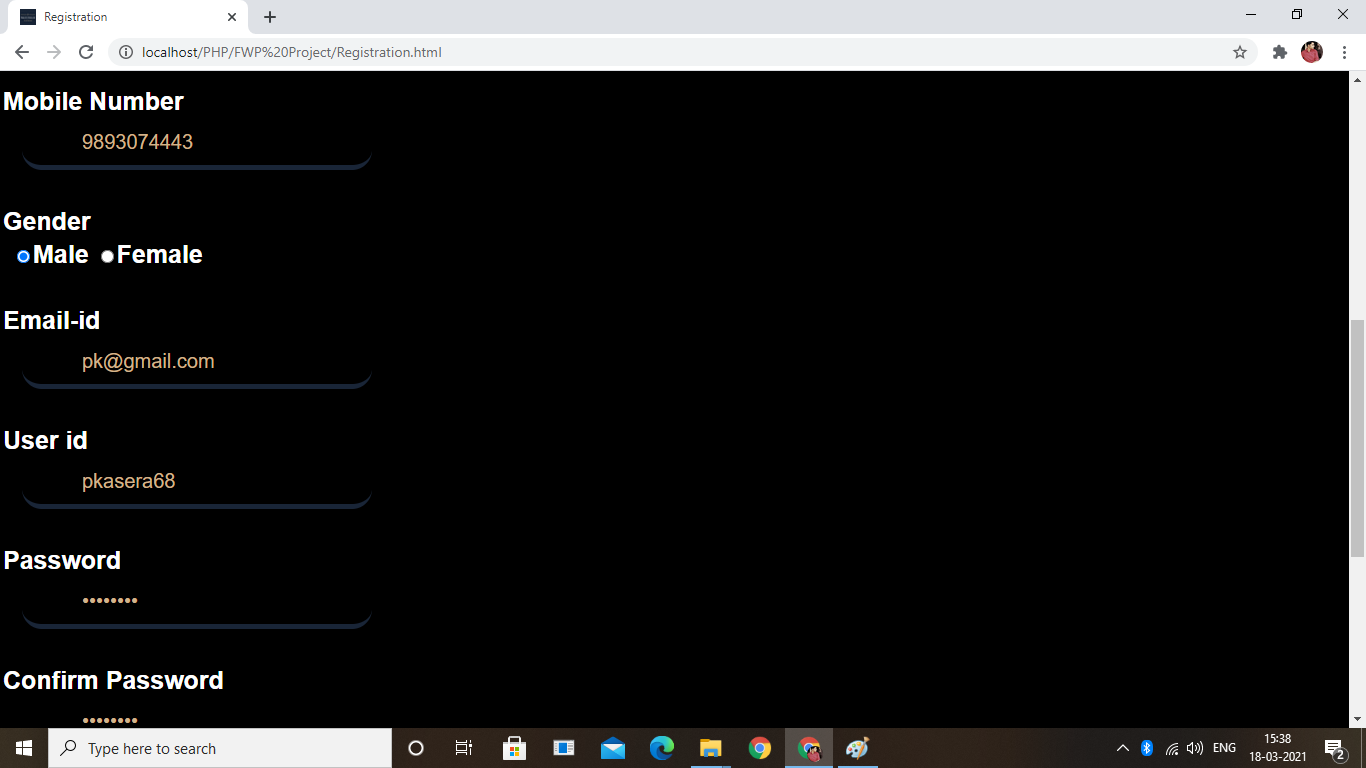 Registration
localhost/PHP/FWP%20Project/Registration.html
Mobile Number
9893074443
Gender
Male Female
Email-id
pk@gmail.com
User id
pkasera68
Password
••••••••
Confirm Password
••••••••
Type here to search
ENG
15:38
18-03-2021
2